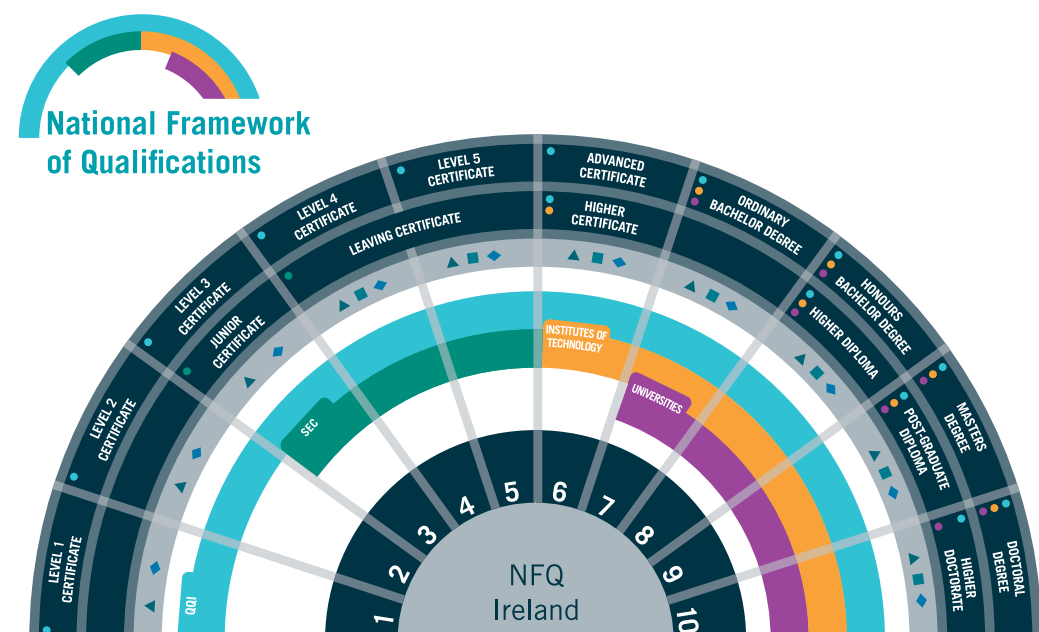 National Framework
of Qualifications
LEVEL 1
CERTIFICATE
LEVEL 2
CERTIFICATE
LEVEL 3
CERTIFICATE
JUNIOR
CERTIFICATE
LEVEL 4
CERTIFICATE
LEVEL 5
CERTIFICATE
LEAVING CERTIFICATE
ADVANCED
CERTIFICATE
HIGHER
CERTIFICATE
ORDINARY
BACHELOR DEGREE
HONOURS
BACHELOR DEGREE
HIGHER DIPLOMA
MASTERS
DEGREE
POST-GRADUATE
DIPLOMA
DOCTORAL
DEGREE
HIGHER
DOCTORATE
QQI
SEC
INSTITUTES OF
TECHNOLOGY
UNIVERSITIES
1
2
3
4
5
6
7
8
9
10
NFQ
Ireland